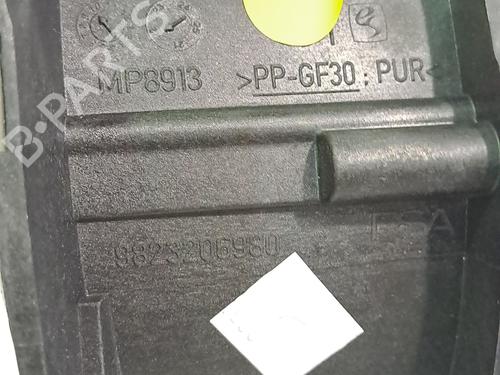 MP8913 >PP-GF30 ; PUR<
B-PARTS
PSA
9823206980